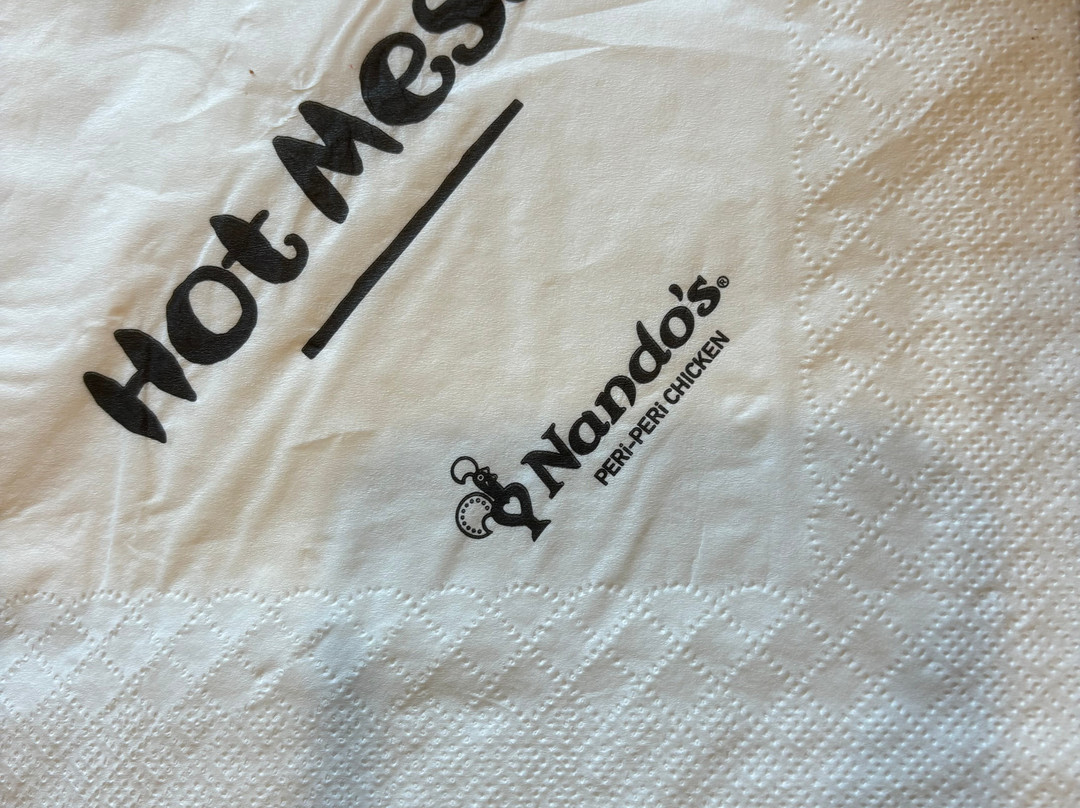 Hot Mes
Nando's®
PERi-PERi CHICKEN